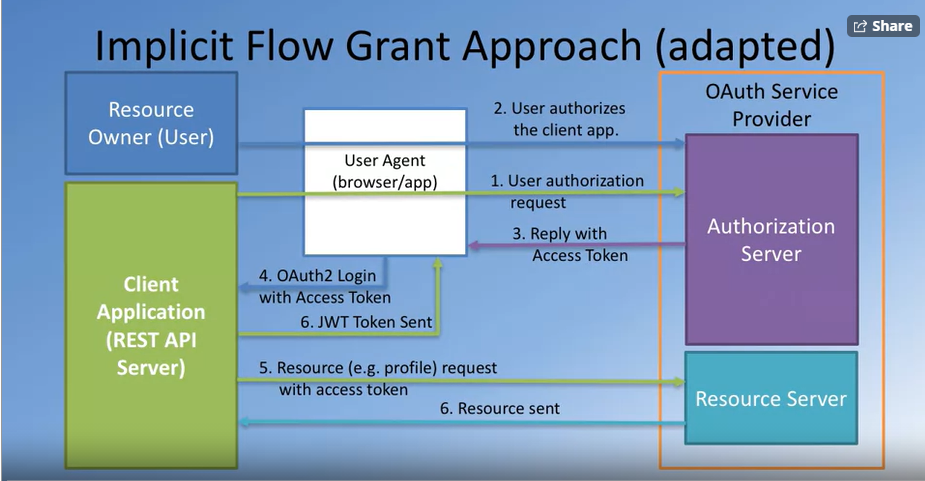 Share
Implicit Flow Grant Approach (adapted)
Resource
Owner (User)
OAuth Service
Provider
2. User authorizes
the client app.
User Agent
(browser/app)
1. User authorization
request
Authorization
Server
3. Reply with
Access Token
Client
Application
(REST API
Server)
4. OAuth2 Login
with Access Token
6. JWT Token Sent
5. Resource (e.g. profile) request
with access token
Resource Server
6. Resource sent